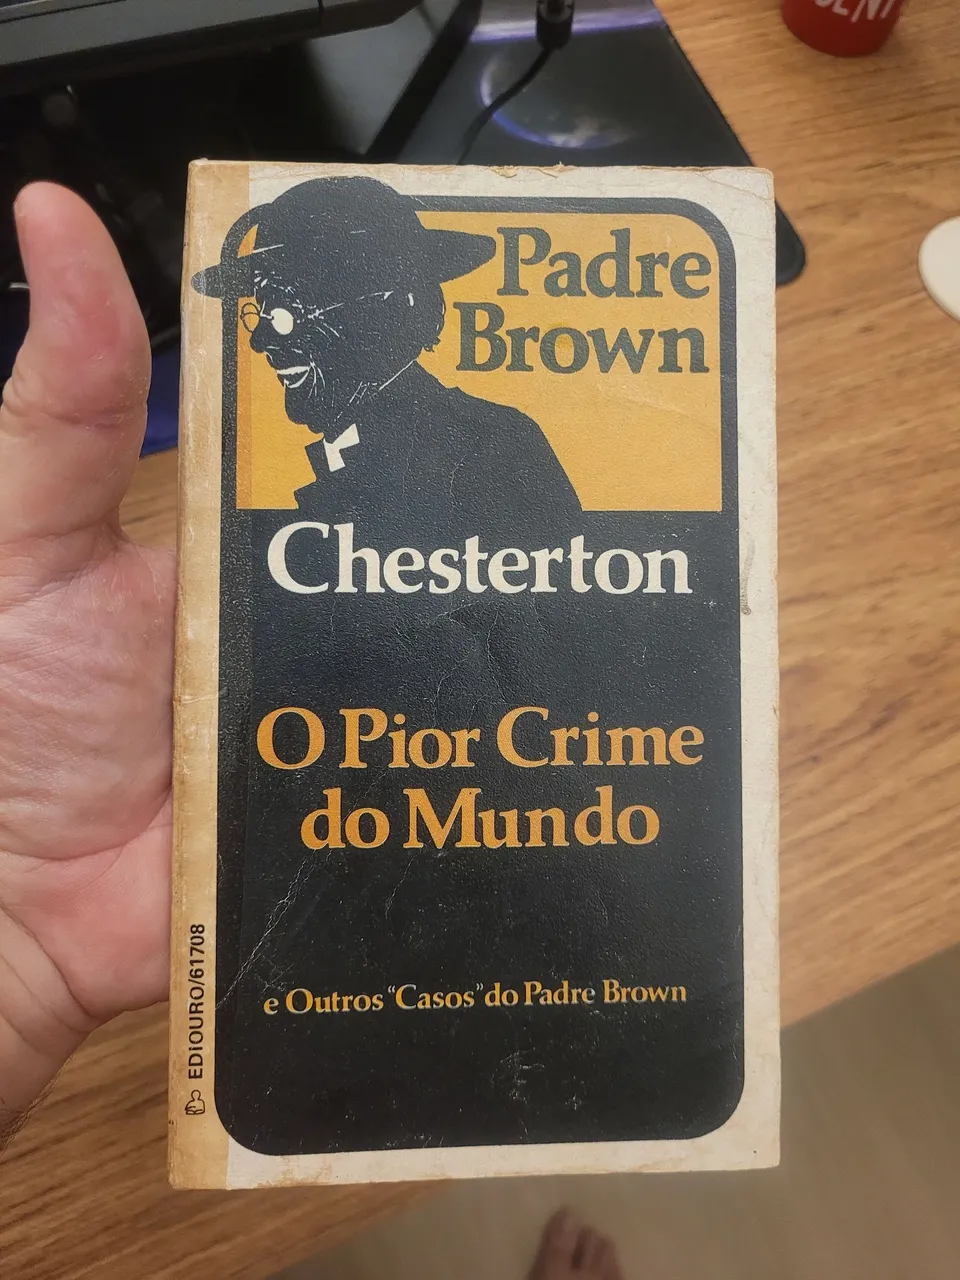 Padre
Brown
Chesterton
O Pior Crime
do Mundo
e Outros "Casos" do Padre Brown
EDIOURO/61708